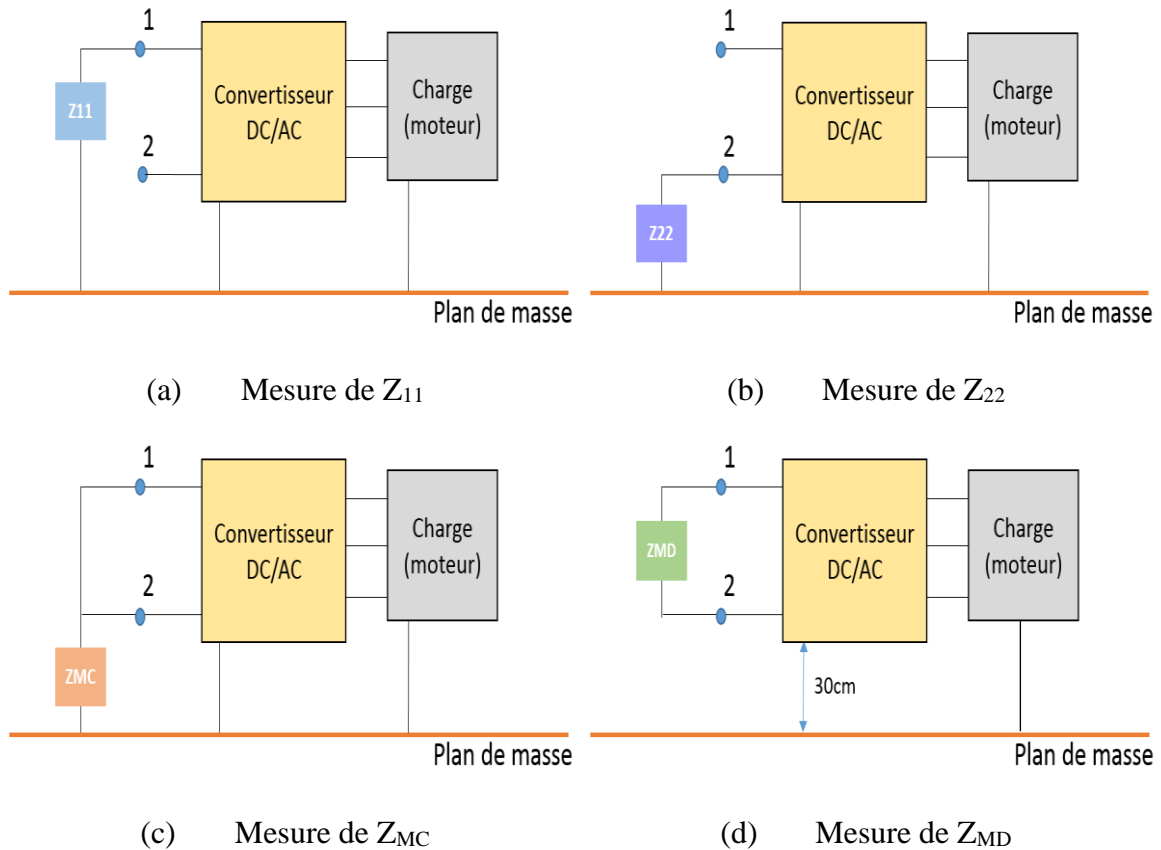 1
Z11
Convertisseur
DC/AC
Charge
(moteur)
2
Plan de masse
(a) Mesure de Z11
1
Convertisseur
DC/AC
Charge
(moteur)
2
Z22
Plan de masse
(b) Mesure de Z22
1
Convertisseur
DC/AC
Charge
(moteur)
2
ZMC
Plan de masse
(c) Mesure de ZMC
1
ZMD
Convertisseur
DC/AC
Charge
(moteur)
2
30cm
Plan de masse
(d) Mesure de ZMD